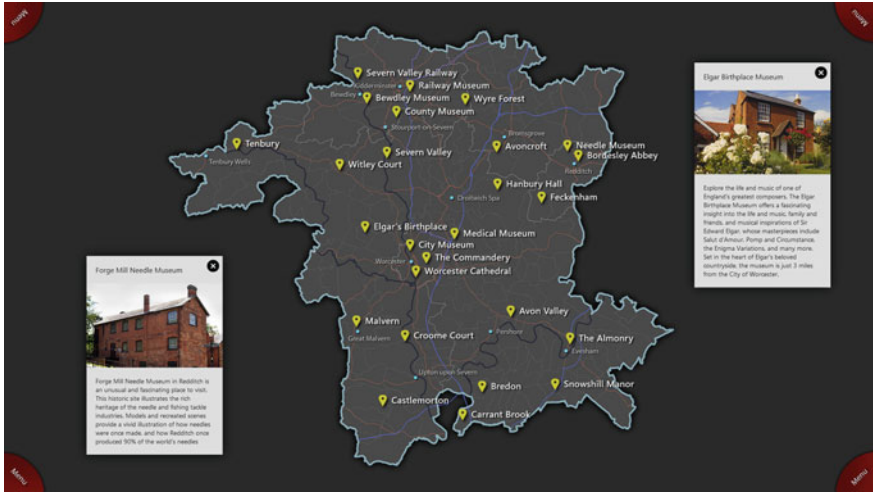 Menu
Menu
Severn Valley Railway
Kidderminster
Railway Museum
Bewdley
Bewdley Museum
Wyre Forest
County Museum
Stourport-on-Severn
Bromsgrove
Tenbury
Tenbury Wells
Severn Valley
Avoncroft
Needle Museum
Bordesley Abbey
Redditch
Witley Court
Hanbury Hall
Droitwich Spa
Feckenham
Elgar's Birthplace
Medical Museum
City Museum
The Commandery
Worcester
Worcester Cathedral
Avon Valley
Malvern
Great Malvern
Croome Court
Pershore
The Almonry
Evesham
Upton upon Severn
Bredon
Snowshill Manor
Castlemorton
Carrant Brook
Elgar Birthplace Museum
Explore the life and music of one of
England's greatest composers. The Elgar
Birthplace Museum offers a fascinating
insight into the life and music, family and
friends, and musical inspirations of Sir
Edward Elgar, whose masterpieces include
Salut d'Amour, Pomp and Circumstance,
the Enigma Variations, and many more.
Set in the heart of Elgar's beloved
countryside, the museum is just 3 miles
from the City of Worcester.
Forge Mill Needle Museum
Forge Mill Needle Museum in Redditch is
an unusual and fascinating place to visit.
This historic site illustrates the rich
heritage of the needle and fishing tackle
industries. Models and recreated scenes
provide a vivid illustration of how needles
were once made, and how Redditch once
produced 90% of the world's needles
Menu
Menu